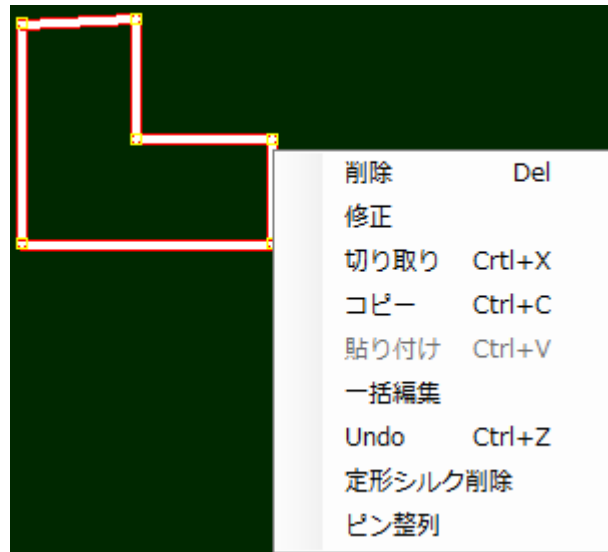 削除 Del
修正
切り取り Crtl+X
コピー Ctrl+C
貼り付け Ctrl+V
一括編集
Undo Ctrl+Z
定形シルク削除
ピン整列